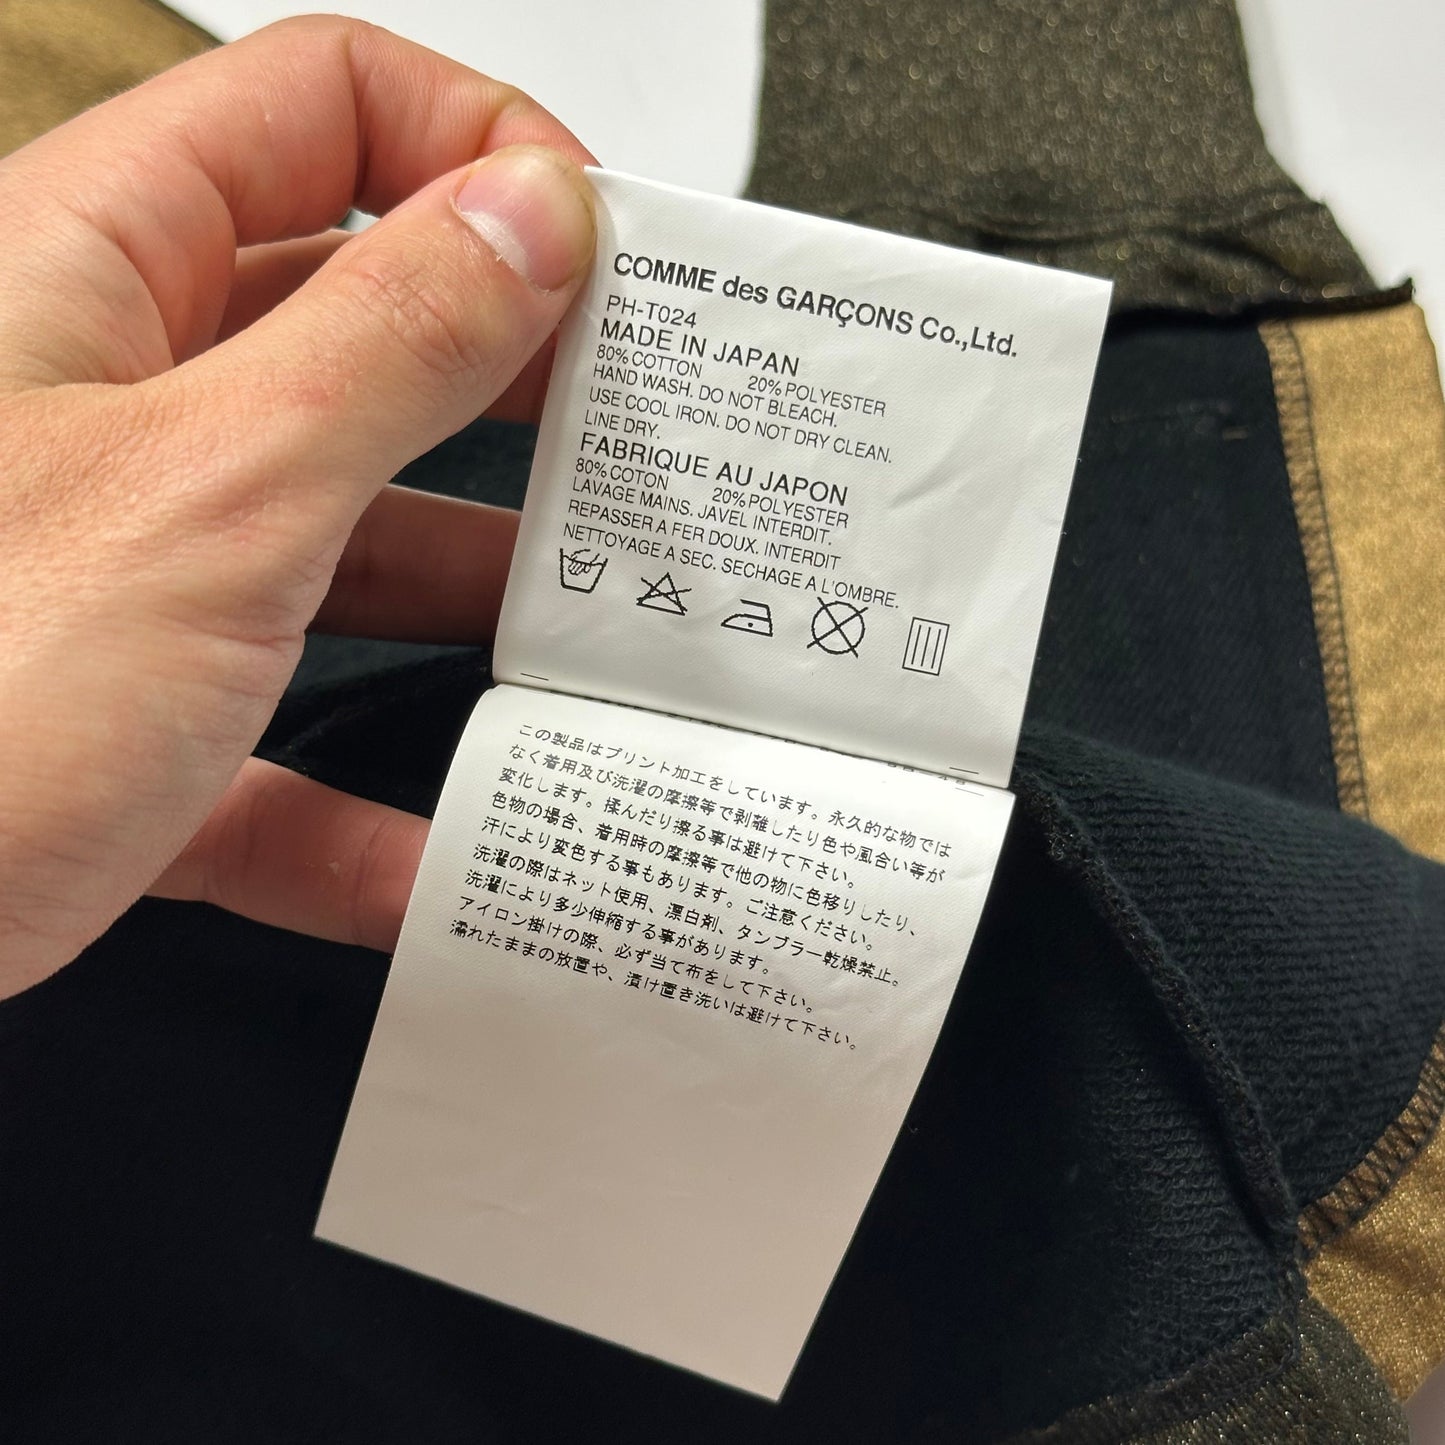 COMME des GARÇONS Co.,Ltd.
PH-T024
MADE IN JAPAN
80% COTTON 20% POLYESTER
HAND WASH. DO NOT BLEACH.
USE COOL IRON. DO NOT DRY CLEAN.
LINE DRY.
FABRIQUE AU JAPON
80% COTON 20% POLYESTER
LAVAGE MAINS. JAVEL INTERDIT.
REPASSER A FER DOUX. INTERDIT
NETTOYAGE A SEC. SECHAGE A L'OMBRE.
この製品はプリント加工をしています。永久的な物では
なく着用及び洗濯の摩擦等で剥離したり色や風合い等が
変化します。揉んだり擦る事は避けて下さい。
色物の場合、着用時の摩擦等で他の物に色移りしたり、
汗により変色する事もあります。ご注意ください。
洗濯の際はネット使用、漂白剤、タンブラー乾燥禁止。
洗濯により多少伸縮する事があります。
アイロン掛けの際、必ず当て布をして下さい。
濡れたままの放置や、漬け置き洗いは避けて下さい。